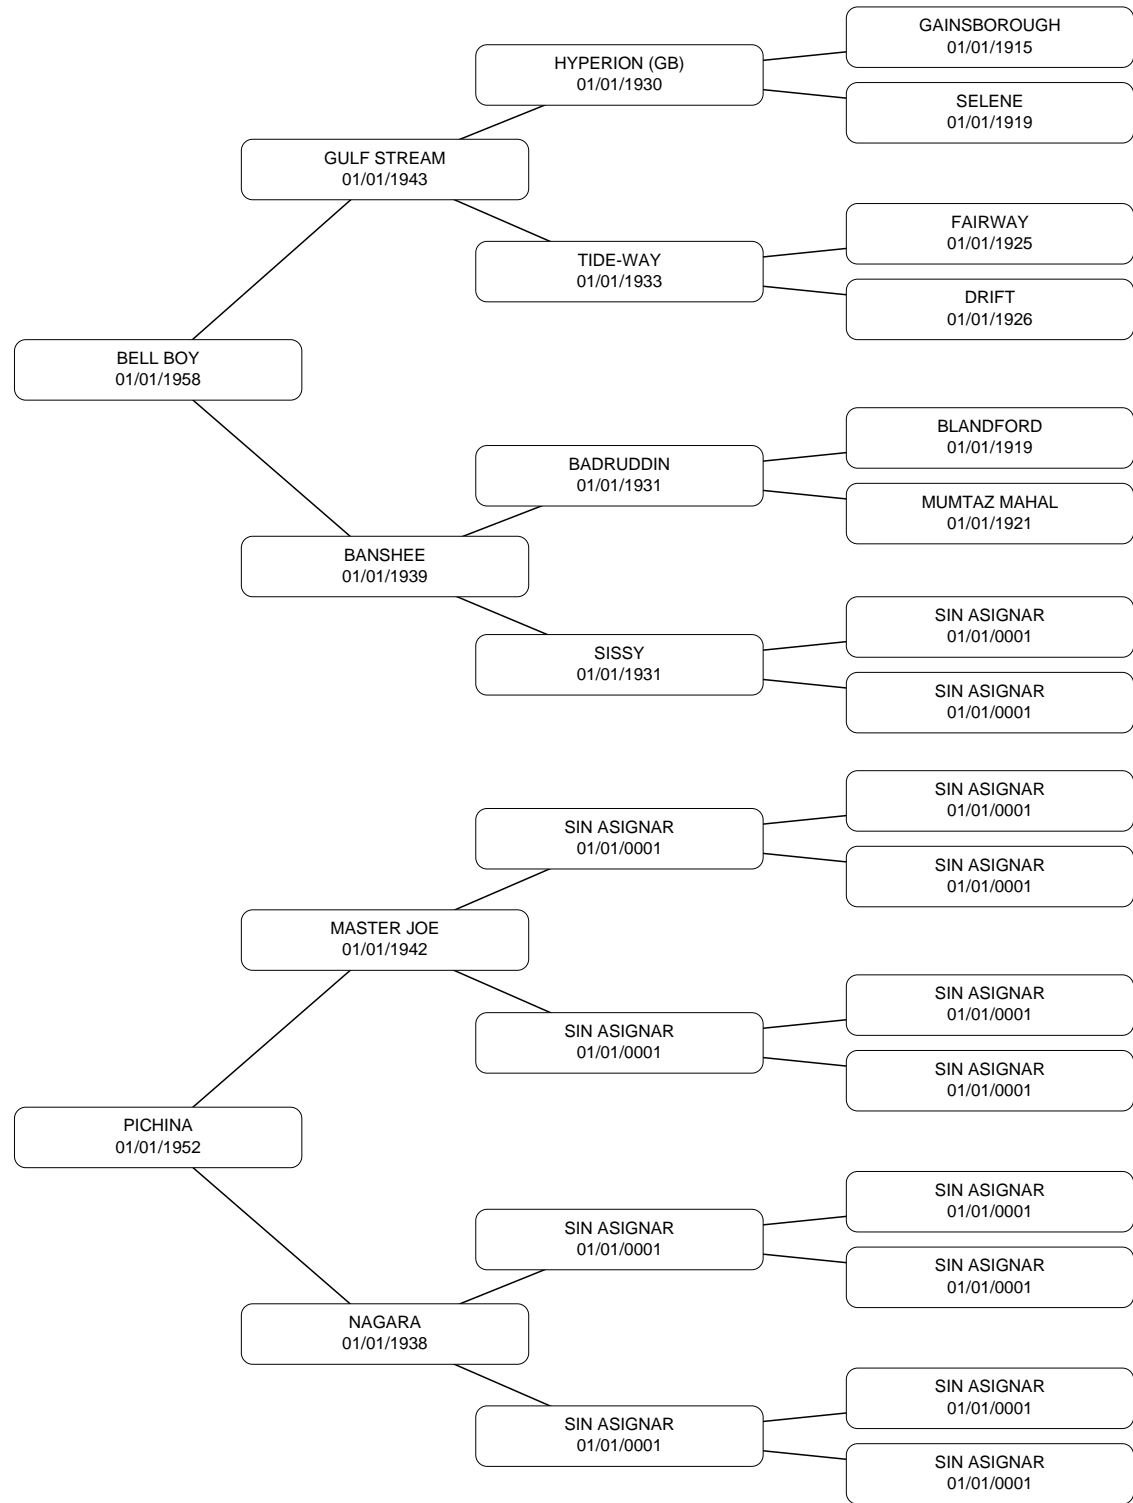 GAINSBOROUGH
01/01/1915
HYPERION (GB)
01/01/1930
SELENE
01/01/1919
GULF STREAM
01/01/1943
FAIRWAY
01/01/1925
TIDE-WAY
01/01/1933
DRIFT
01/01/1926
BELL BOY
01/01/1958
BLANDFORD
01/01/1919
BADRUDDIN
01/01/1931
MUMTAZ MAHAL
01/01/1921
BANSHEE
01/01/1939
SIN ASIGNAR
01/01/0001
SISSY
01/01/1931
SIN ASIGNAR
01/01/0001
SIN ASIGNAR
01/01/0001
SIN ASIGNAR
01/01/0001
SIN ASIGNAR
01/01/0001
MASTER JOE
01/01/1942
SIN ASIGNAR
01/01/0001
SIN ASIGNAR
01/01/0001
SIN ASIGNAR
01/01/0001
PICHINA
01/01/1952
SIN ASIGNAR
01/01/0001
SIN ASIGNAR
01/01/0001
SIN ASIGNAR
01/01/0001
NAGARA
01/01/1938
SIN ASIGNAR
01/01/0001
SIN ASIGNAR
01/01/0001
SIN ASIGNAR
01/01/0001